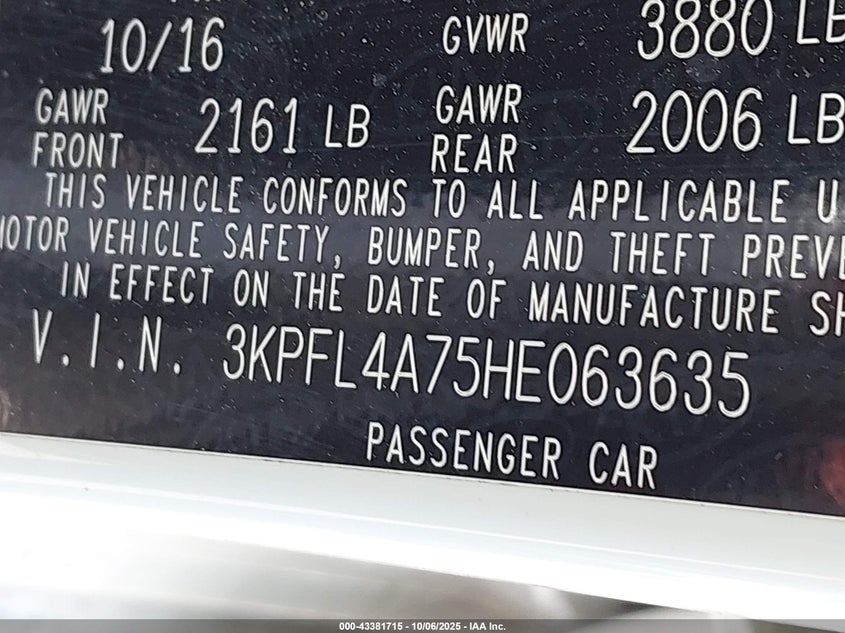 10/16 GVWR 3880 LB
GAWR FRONT 2161 LB GAWR REAR 2006 LB
THIS VEHICLE CONFORMS TO ALL APPLICABLE U
MOTOR VEHICLE SAFETY, BUMPER, AND THEFT PREVE
IN EFFECT ON THE DATE OF MANUFACTURE SH
V.I.N. 3KPFL4A75HE063635
PASSENGER CAR
000-43381715 - 10/06/2025 - IAA Inc.